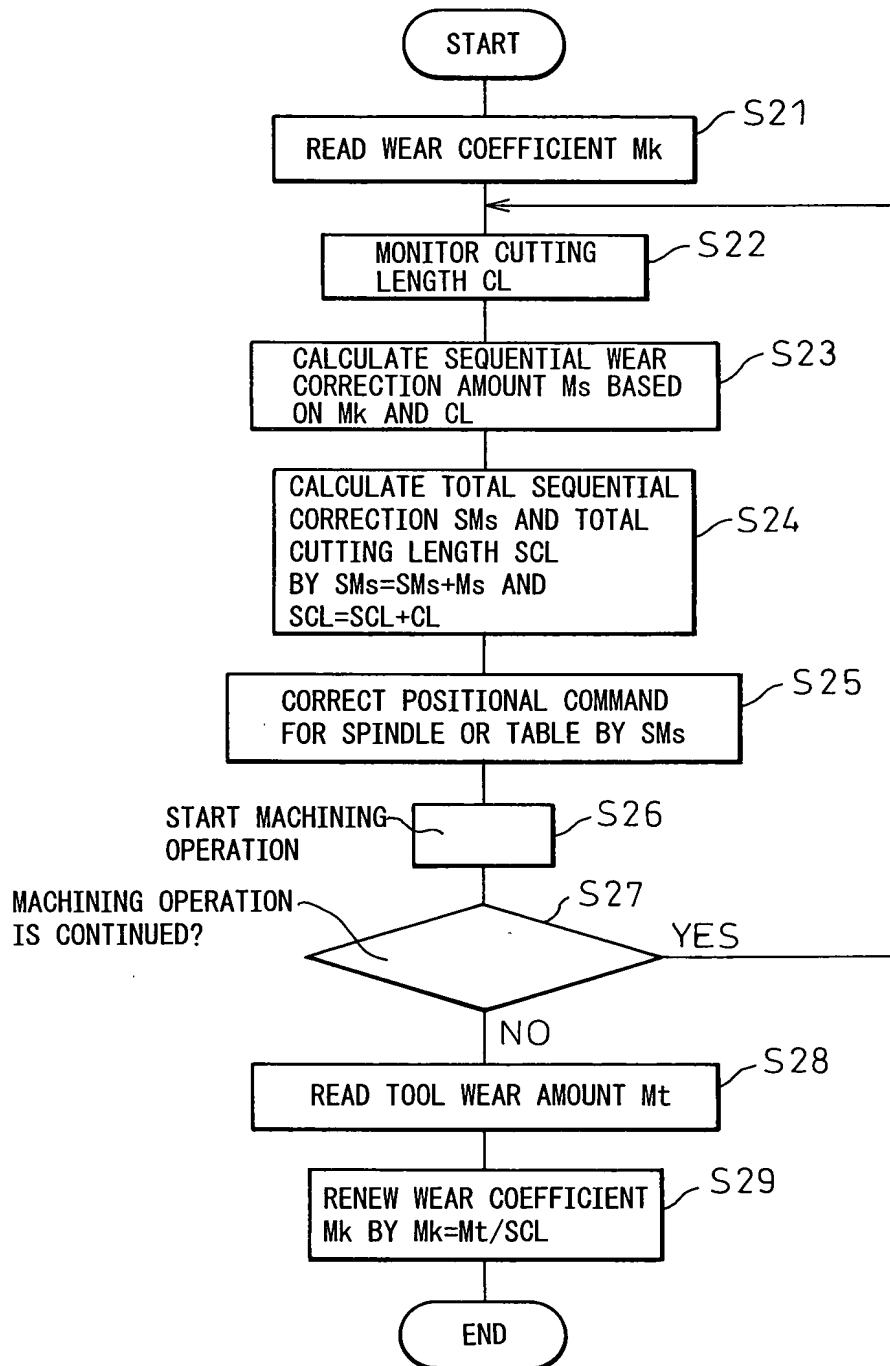 START
S21
READ WEAR COEFFICIENT Mk
S22
MONITOR CUTTING
LENGTH CL
S23
CALCULATE SEQUENTIAL WEAR
CORRECTION AMOUNT Ms BASED
ON Mk AND CL
S24
CALCULATE TOTAL SEQUENTIAL
CORRECTION SMs AND TOTAL
CUTTING LENGTH SCL
BY SMs=SMs+Ms AND
SCL=SCL+CL
S25
CORRECT POSITIONAL COMMAND
FOR SPINDLE OR TABLE BY SMs
S26
START MACHINING
OPERATION
S27
MACHINING OPERATION
IS CONTINUED?
YES
NO
S28
READ TOOL WEAR AMOUNT Mt
S29
RENEW WEAR COEFFICIENT
Mk BY Mk=Mt/SCL
END